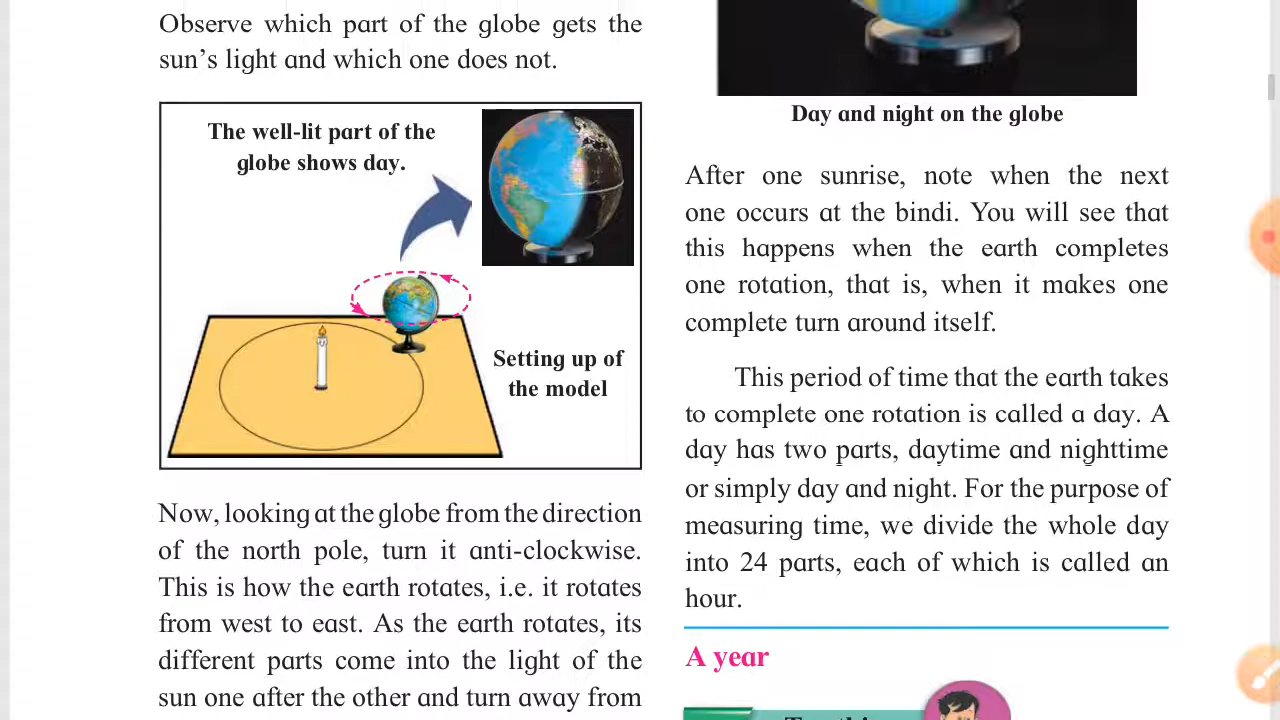 Observe which part of the globe gets the
sun’s light and which one does not.
The well-lit part of the
globe shows day.
Setting up of
the model
Now, looking at the globe from the direction
of the north pole, turn it anti-clockwise.
This is how the earth rotates, i.e. it rotates
from west to east. As the earth rotates, its
different parts come into the light of the
sun one after the other and turn away from
Day and night on the globe
After one sunrise, note when the next
one occurs at the bindi. You will see that
this happens when the earth completes
one rotation, that is, when it makes one
complete turn around itself.
This period of time that the earth takes
to complete one rotation is called a day. A
day has two parts, daytime and nighttime
or simply day and night. For the purpose of
measuring time, we divide the whole day
into 24 parts, each of which is called an
hour.
A year